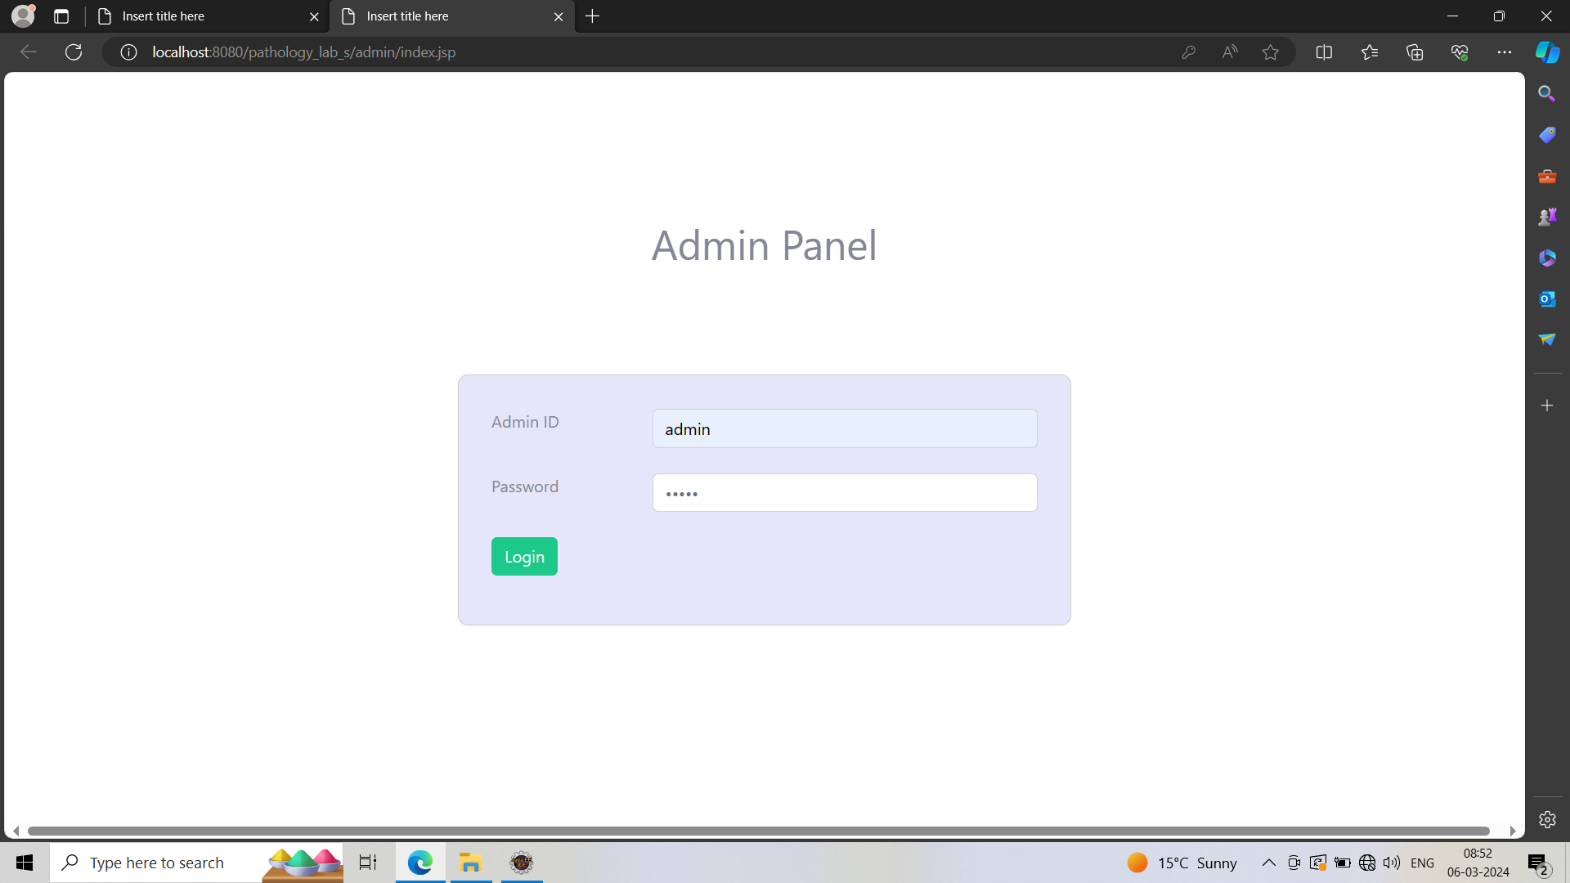 Insert title here
Insert title here
localhost:8080/pathology_lab_s/admin/index.jsp
Admin Panel
Admin ID
admin
Password
•••••
Login
Type here to search
15°C Sunny
ENG
08:52
06-03-2024
2